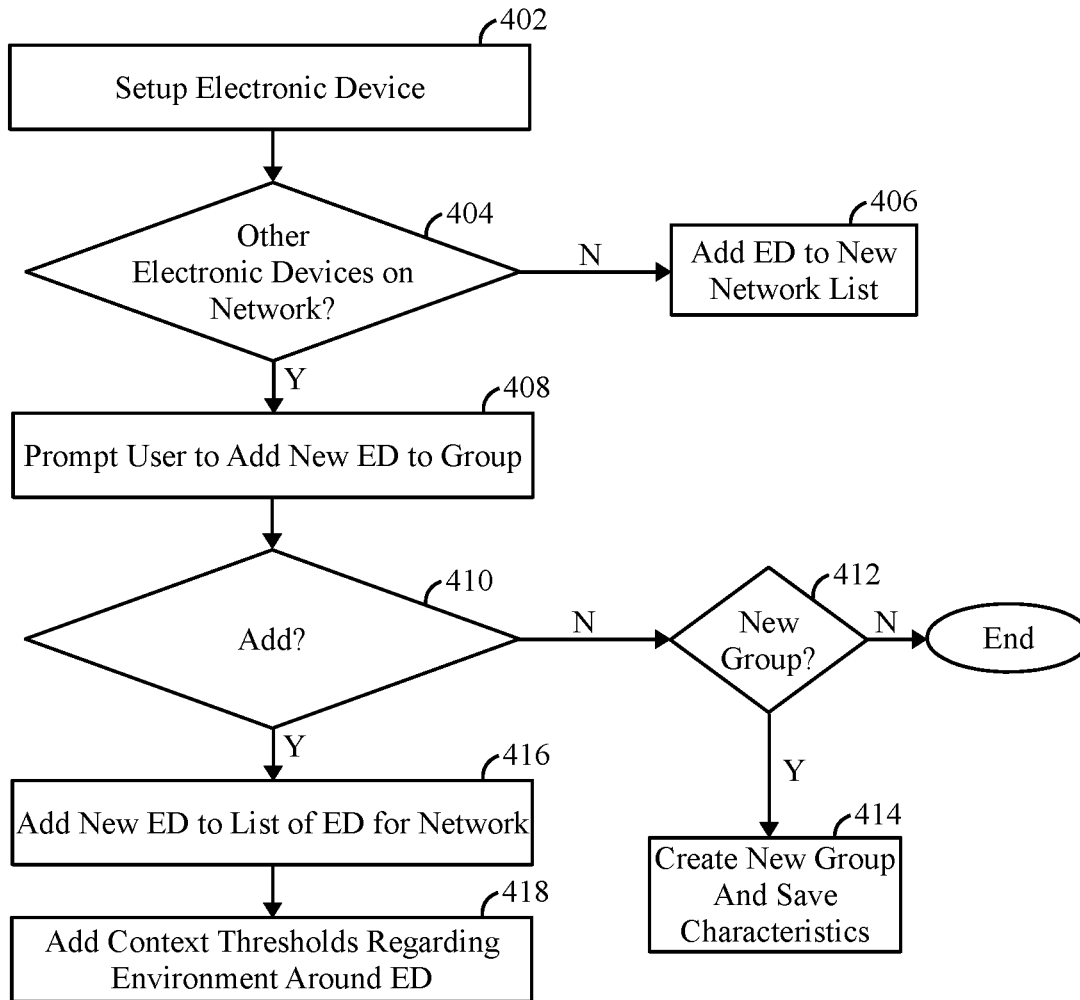 402
Setup Electronic Device
404
Other
Electronic Devices on
Network?
N
406
Add ED to New
Network List
Y
408
Prompt User to Add New ED to Group
410
Add?
N
412
New
Group?
N
End
Y
Y
416
Add New ED to List of ED for Network
414
Create New Group
And Save
Characteristics
418
Add Context Thresholds Regarding
Environment Around ED